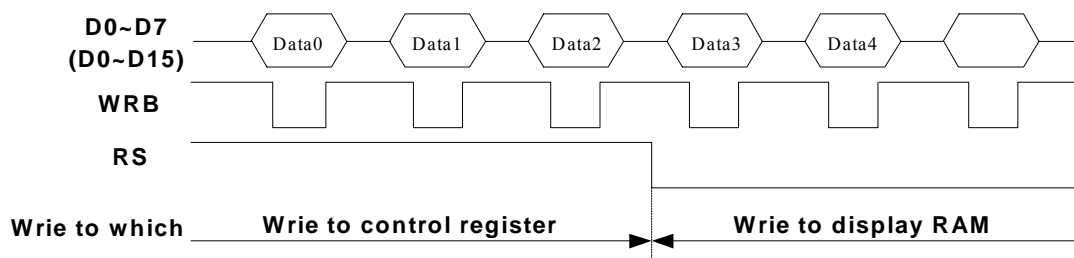 D0~D7
(D0~D15)
Data0 Data1 Data2 Data3 Data4
WRB
RS
Wrie to which Wrie to control register Wrie to display RAM